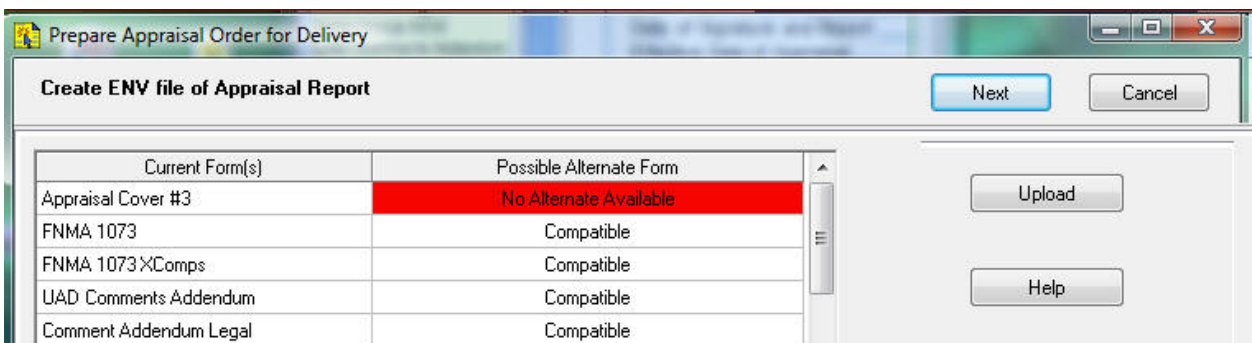 Prepare Appraisal Order for Delivery
Create ENV file of Appraisal Report
Next
Cancel
Current Form(s) Possible Alternate Form
Appraisal Cover #3 No Alternate Available
FNMA 1073 Compatible
FNMA 1073 XComps Compatible
UAD Comments Addendum Compatible
Comment Addendum Legal Compatible
Upload
Help